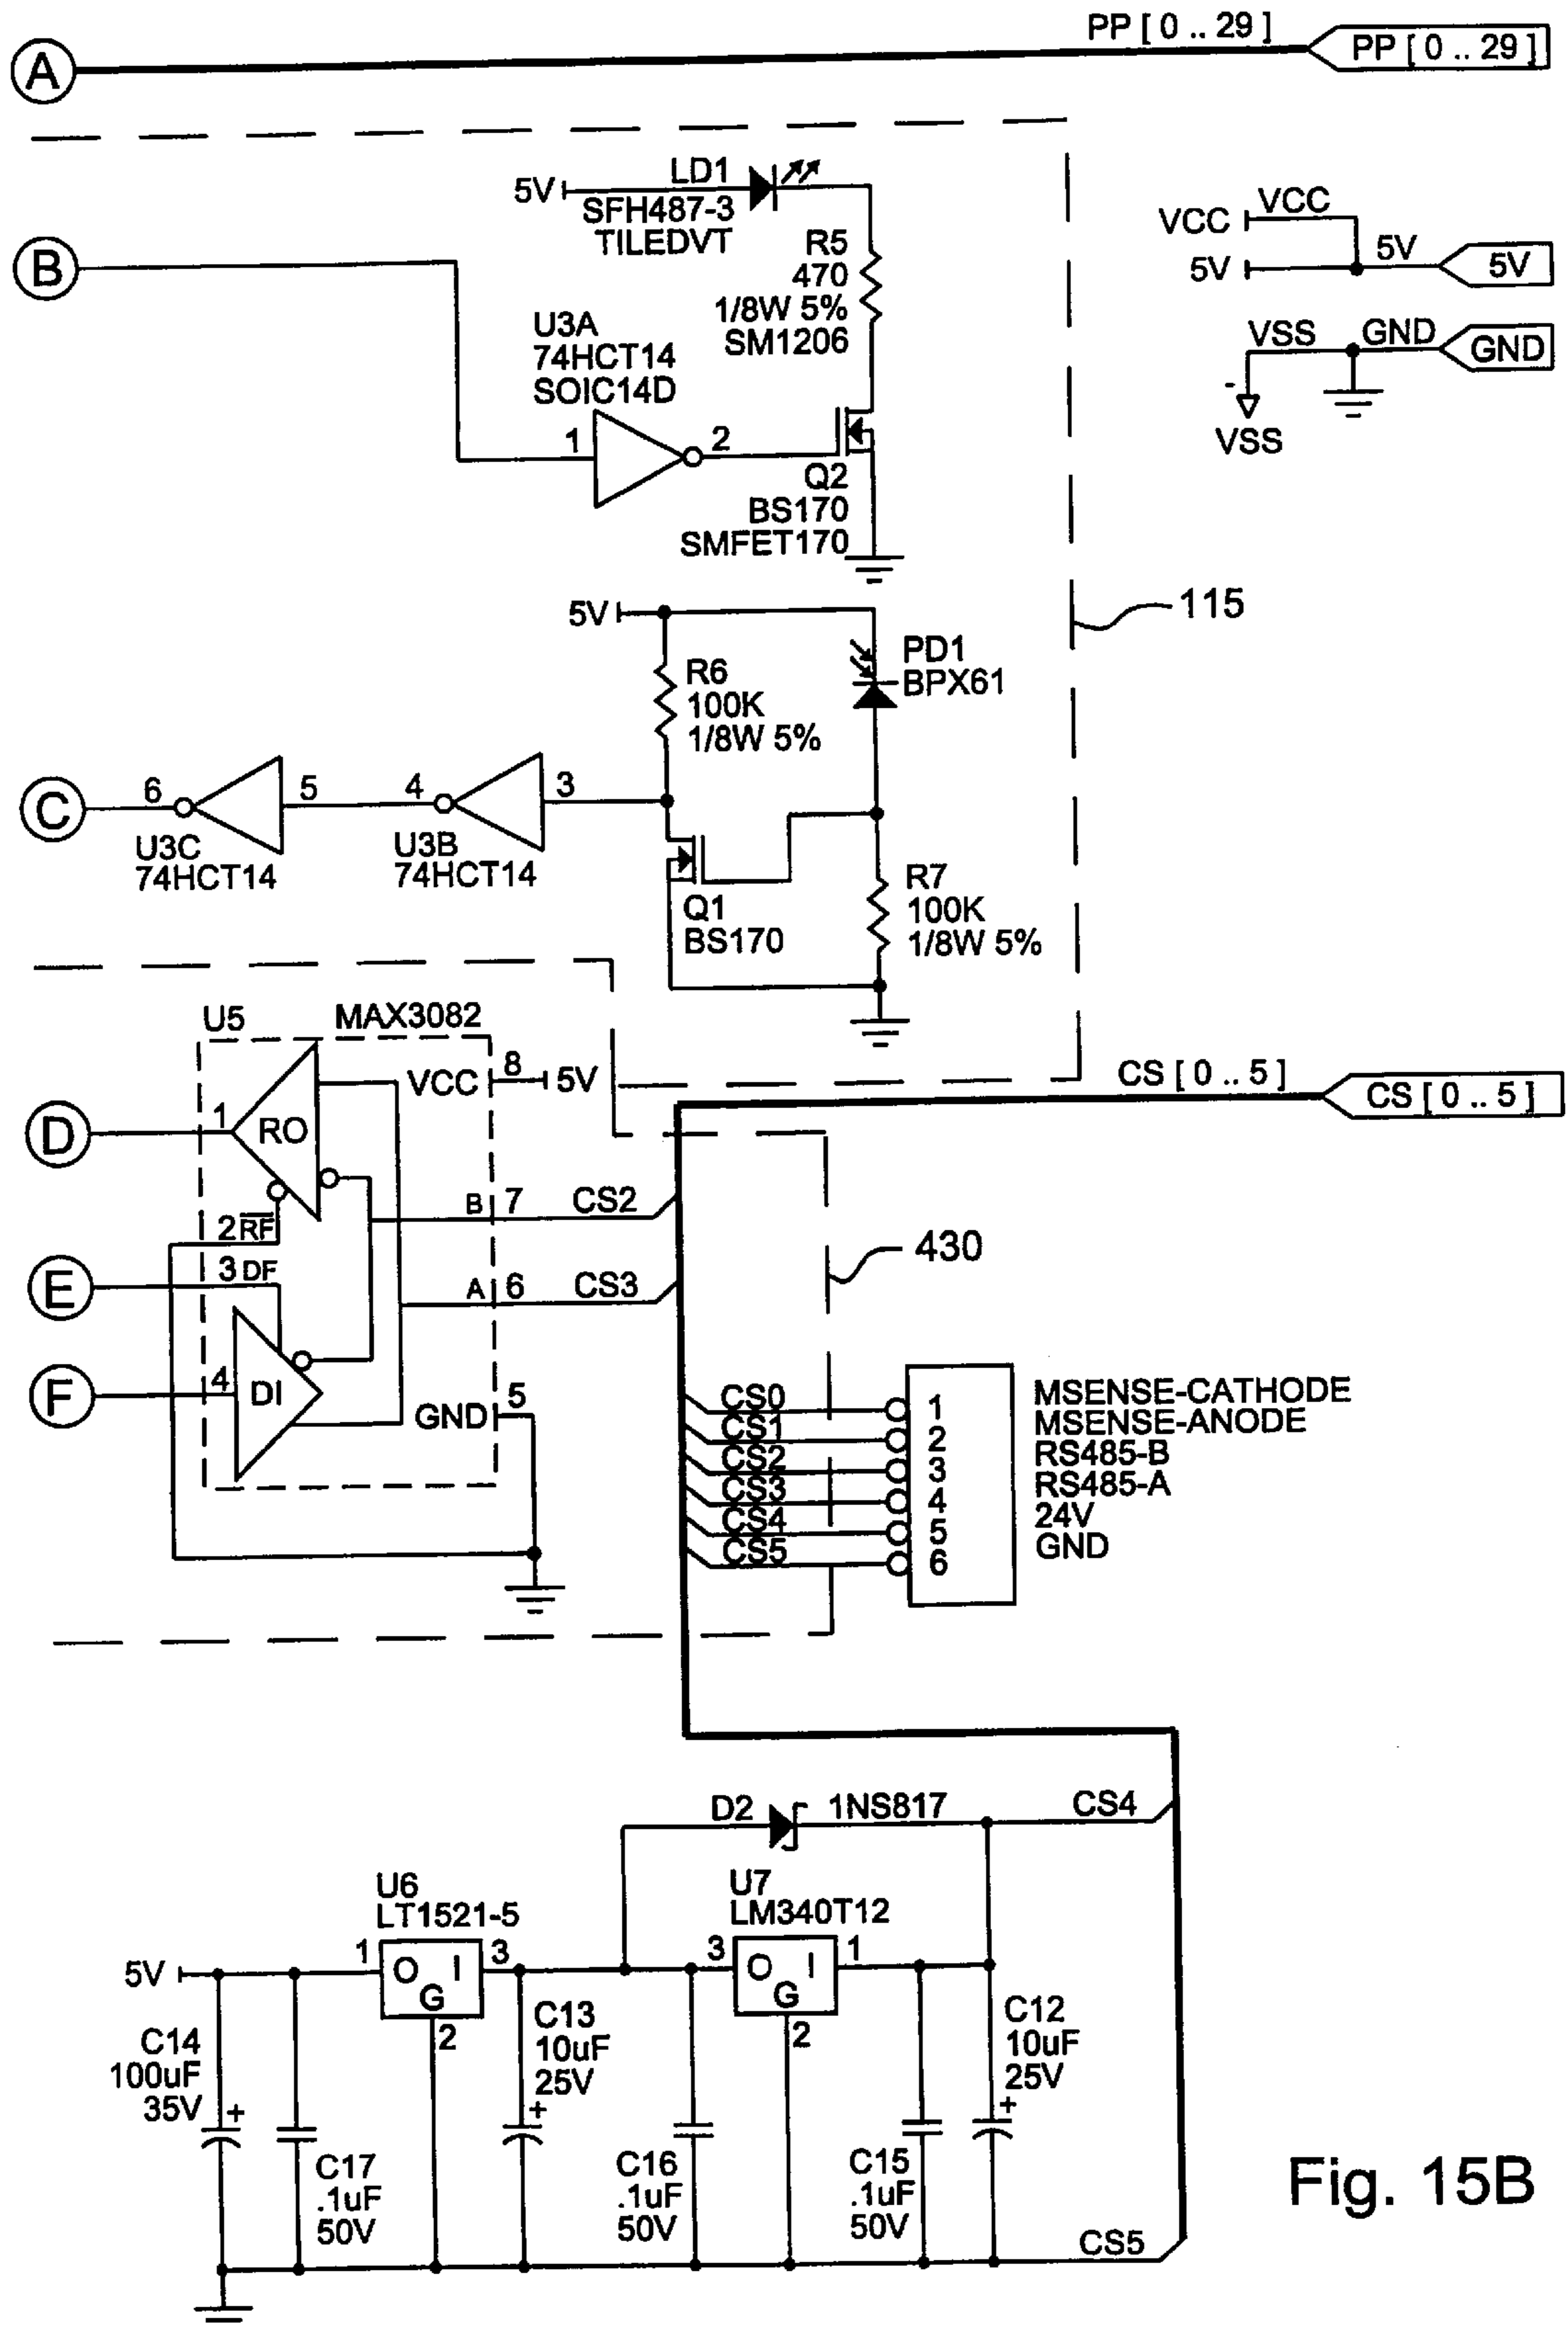 PP [ 0 .. 29 ]
PP [ 0 .. 29 ]
A
LD1
5V
SFH487-3
TILEDVT
VCC
VCC
5V
5V
5V
B
R5
470
1/8W 5%
SM1206
U3A
74HCT14
SOIC14D
VSS
GND
GND
-
VSS
1
2
Q2
BS170
SMFET170
115
5V
PD1
BPX61
R6
100K
1/8W 5%
C
6
5
4
3
U3C
74HCT14
U3B
74HCT14
R7
100K
1/8W 5%
Q1
BS170
U5
MAX3082
VCC
8
5V
CS [ 0 .. 5 ]
CS [ 0 .. 5 ]
D
1
RO
B
7
CS2
2
RF
430
E
3
DF
A
6
CS3
F
4
DI
GND
5
CS0
1
MSENSE-CATHODE
CS1
2
MSENSE-ANODE
CS2
3
RS485-B
CS3
4
RS485-A
CS4
5
24V
CS5
6
GND
D2
1NS817
CS4
U6
LT1521-5
U7
LM340T12
5V
1
O
I
G
3
2
3
O
I
G
1
2
C14
100uF
35V
+
C13
10uF
25V
+
C12
10uF
25V
+
C17
.1uF
50V
C16
.1uF
50V
C15
.1uF
50V
CS5
Fig. 15B